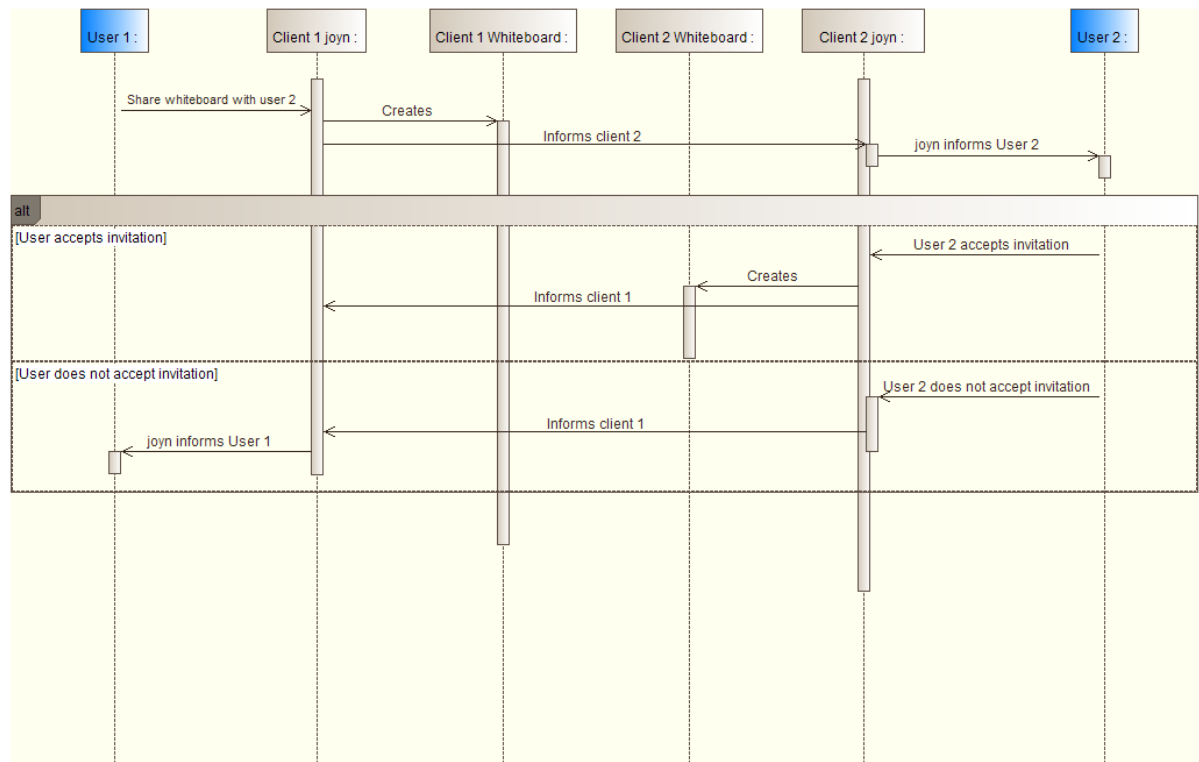 User 1 :
Client 1 joyn :
Client 1 Whiteboard :
Client 2 Whiteboard :
Client 2 joyn :
User 2 :
Share whiteboard with user 2
Creates
Informs client 2
joyn informs User 2
alt
[User accepts invitation]
User 2 accepts invitation
Creates
Informs client 1
[User does not accept invitation]
User 2 does not accept invitation
Informs client 1
joyn informs User 1